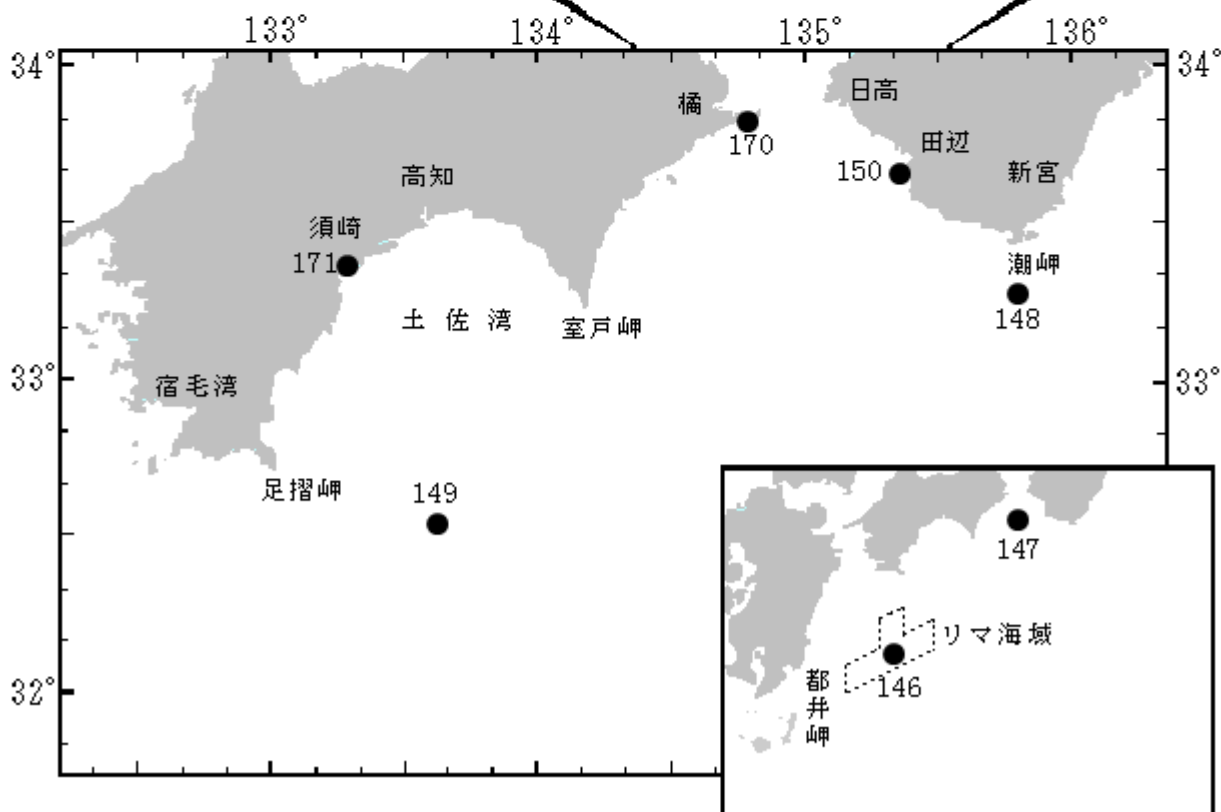 133° 134° 135° 136°
34° 34°
日高
橘
170
田辺
150
新宮
高知
須崎
171
潮岬
148
土佐湾
室戸岬
33° 33°
宿毛湾
足摺岬
149
147
リマ海域
146
都井岬
32°